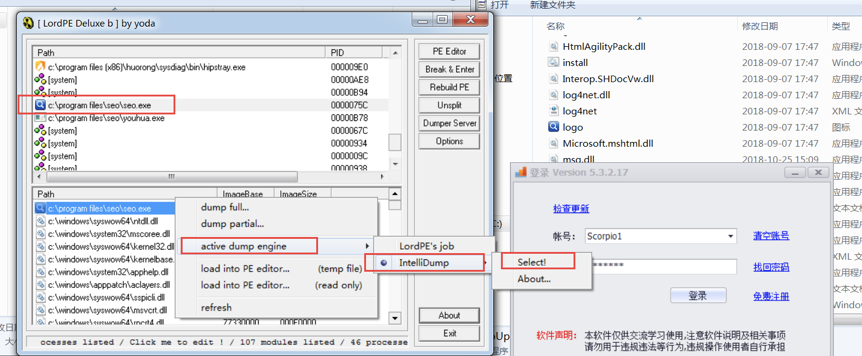 [ LordPE Deluxe b ] by yoda
Path PID
c:\program files (x86)\huorong\sysdiag\bin\hipstray.exe 000009E0
[system] 00000AE8
[system] 00000B94
c:\program files\seo\seo.exe 0000075C
c:\program files\seo\youhua.exe 00000B78
[system] 0000067C
[system] 00000934
[system] 0000009C
[system] 00000938
PE Editor
Break & Enter
Rebuild PE
Unsplit
Dumper Server
Options
Path ImageBase ImageSize
c:\program files\seo\seo.exe
c:\windows\syswow64\ntdll.dll
c:\windows\system32\mscoree.dll
c:\windows\syswow64\kernel32.dll
c:\windows\syswow64\kernelbase.
c:\windows\system32\apphelp.dll
c:\windows\apppatch\aclayers.dll
c:\windows\syswow64\sspicli.dll
c:\windows\syswow64\msvcrt.dll
c:\windows\syswow64\rpcrt4.dll 77330000 000F0000
dump full...
dump partial...
active dump engine
load into PE editor... (temp file)
load into PE editor... (read only)
refresh
LordPE's job
IntelliDump
Select!
About...
About
Exit
ocesses listed / Click me to edit ! / 107 modules listed / 46 processe
打开 新建文件夹
名称 修改日期 类型
HtmlAgilityPack.dll 2018-09-07 17:47 应用程序
install 2018-09-07 17:47 Window
Interop.SHDocVw.dll 2018-09-07 17:47 应用程序
log4net.dll 2018-09-07 17:47 应用程序
log4net 2018-09-07 17:47 XML 文
logo 2018-09-07 17:47 图标
Microsoft.mshtml.dll 2018-09-07 17:47 应用程序
msg.dll 2018-10-25 15:09 应用程序
位置
登录 Version 5.3.2.17
检查更新
帐号: Scorpio1 清空账号
****** 找回密码
登录 免费注册
软件声明: 本软件仅供交流学习使用,注意软件说明及相关事项
请勿用于违规违法等行为,违规操作使用者自行承担